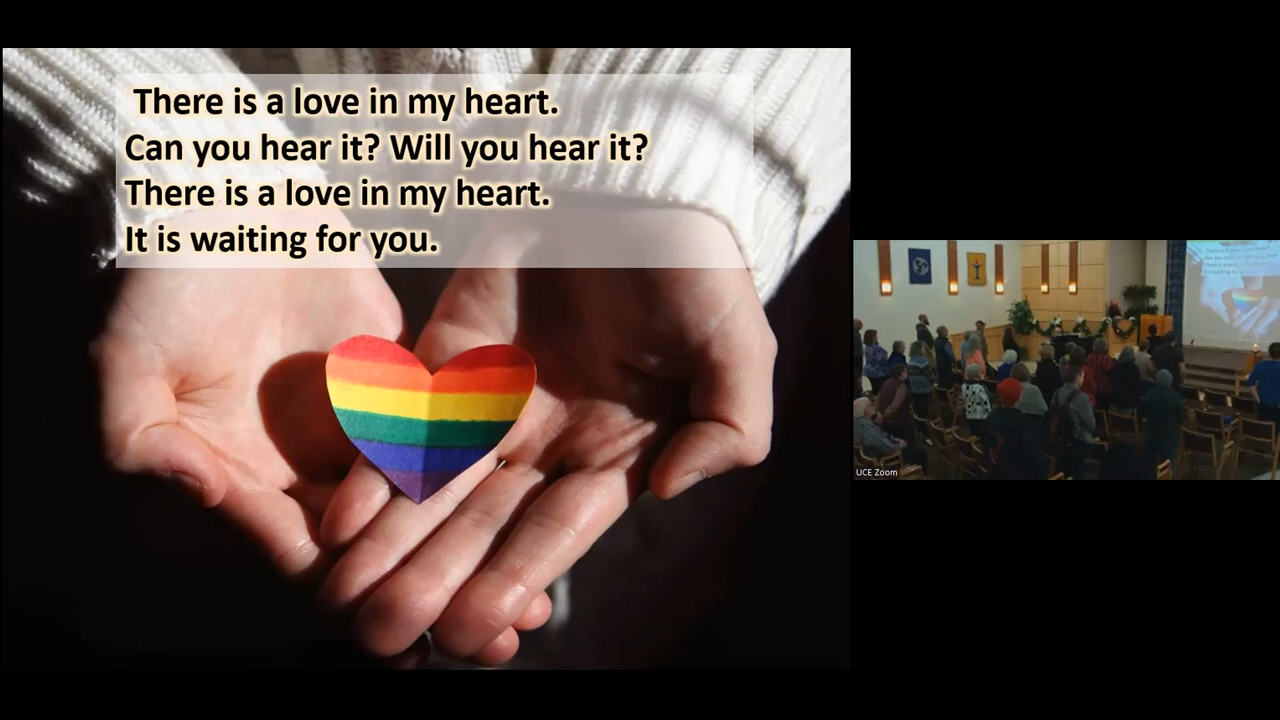 There is a love in my heart.
Can you hear it? Will you hear it?
There is a love in my heart.
It is waiting for you.
UCE Zoom